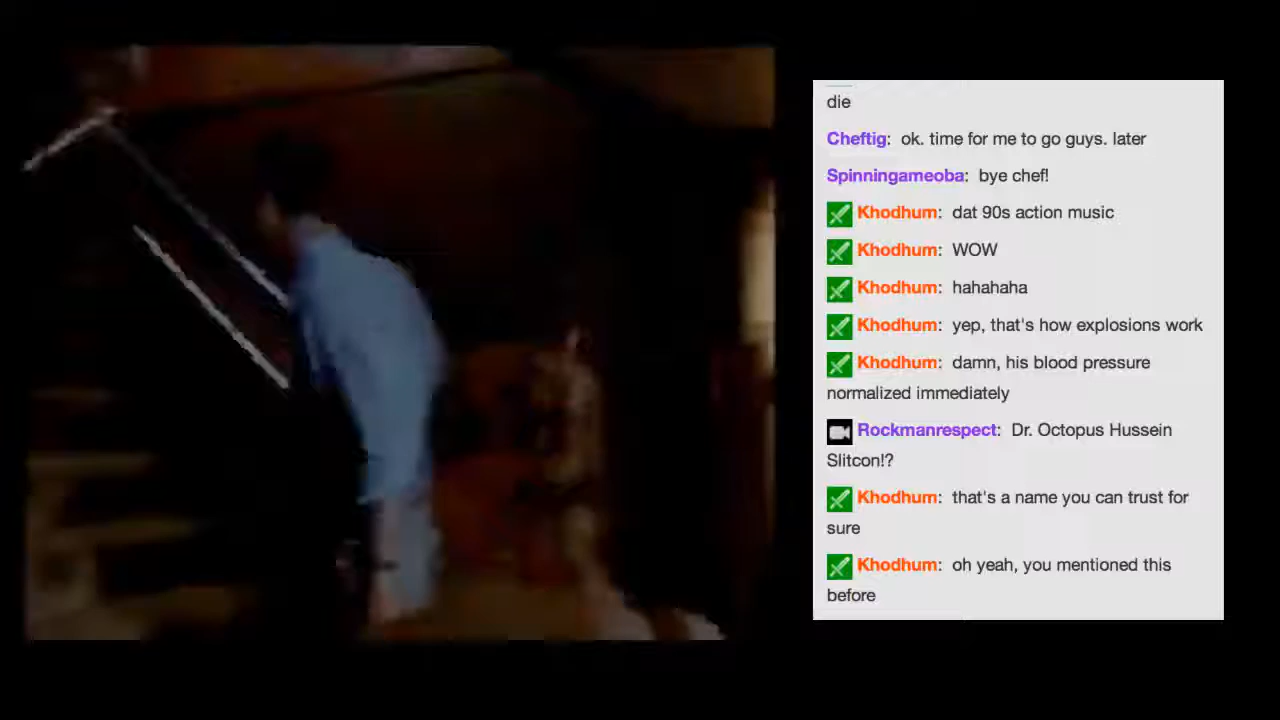 die
Cheftig: ok. time for me to go guys. later
Spinningameoba: bye chef!
Khodhum: dat 90s action music
Khodhum: WOW
Khodhum: hahahaha
Khodhum: yep, that's how explosions work
Khodhum: damn, his blood pressure
normalized immediately
Rockmanrespect: Dr. Octopus Hussein
Slitcon!?
Khodhum: that's a name you can trust for
sure
Khodhum: oh yeah, you mentioned this
before